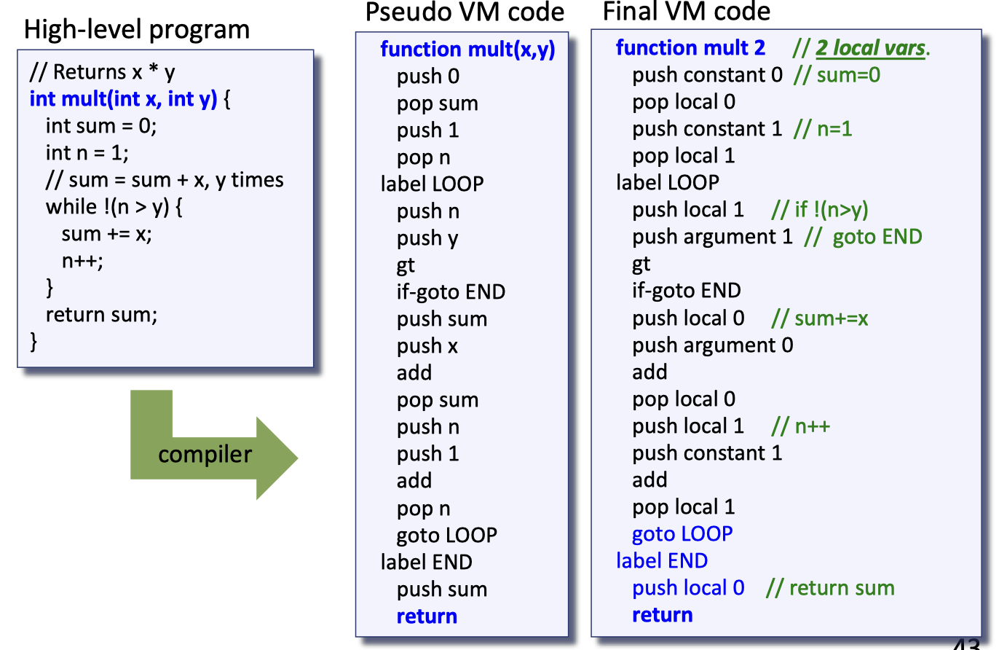 High-level program
// Returns x * y
int mult(int x, int y) {
int sum = 0;
int n = 1;
// sum = sum + x, y times
while !(n > y) {
sum += x;
n++;
}
return sum;
}
compiler
Pseudo VM code
function mult(x,y)
push 0
pop sum
push 1
pop n
label LOOP
push n
push y
gt
if-goto END
push sum
push x
add
pop sum
push n
push 1
add
pop n
goto LOOP
label END
push sum
return
Final VM code
function mult 2 // 2 local vars.
push constant 0 // sum=0
pop local 0
push constant 1 // n=1
pop local 1
label LOOP
push local 1 // if !(n>y)
push argument 1 // goto END
gt
if-goto END
push local 0 // sum+=x
push argument 0
add
pop local 0
push local 1 // n++
push constant 1
add
pop local 1
goto LOOP
label END
push local 0 // return sum
return
43